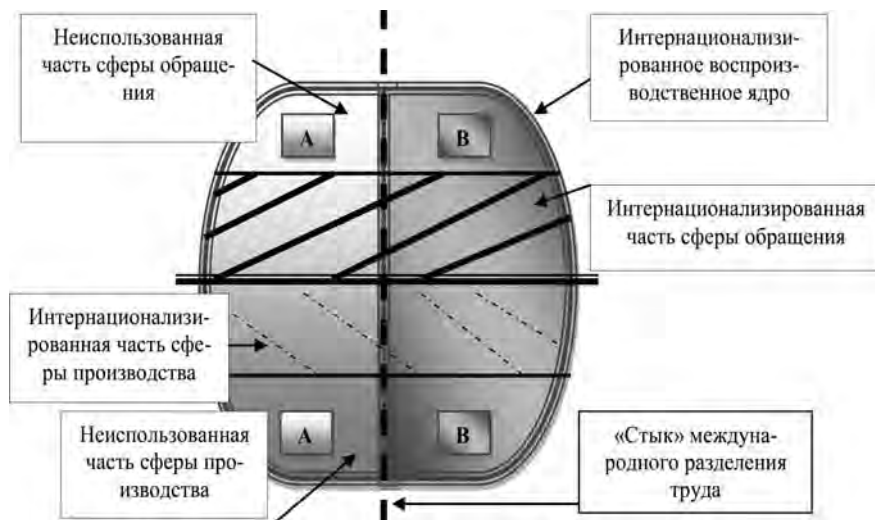 Неиспользованная
часть сферы обраще-
ния
Интернационализи-
рованное воспроиз-
водственное ядро
A
B
Интернационализированная
часть сферы обращения
Интернационализи-
рованная часть сфе-
ры производства
A
B
Неиспользованная
часть сферы про-
изводства
«Стык» междуна-
родного разделения
труда